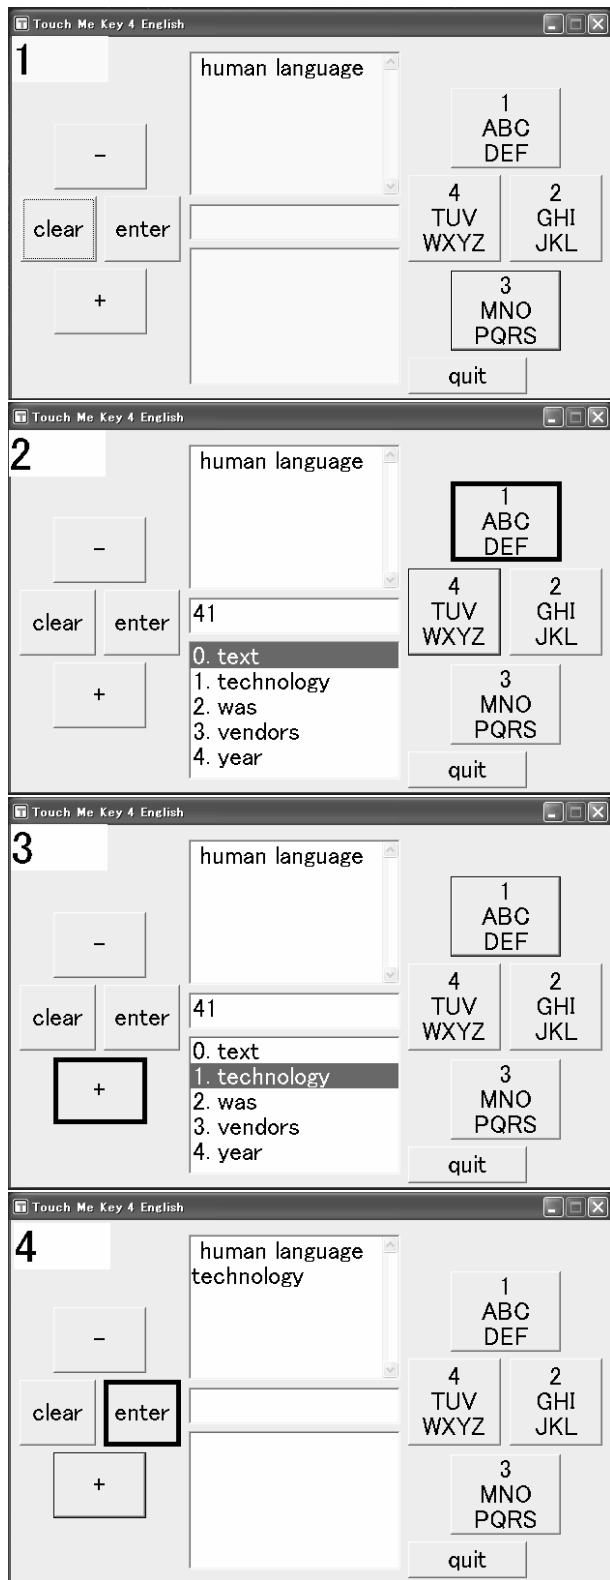 Touch Me Key 4 English
1
human language
1
ABC
DEF
-
4
TUV
WXYZ
2
GHI
JKL
clear
enter
+
3
MNO
PQRS
quit
Touch Me Key 4 English
2
human language
1
ABC
DEF
-
4
TUV
WXYZ
2
GHI
JKL
clear
enter
41
0. text
1. technology
2. was
3. vendors
4. year
+
3
MNO
PQRS
quit
Touch Me Key 4 English
3
human language
1
ABC
DEF
-
4
TUV
WXYZ
2
GHI
JKL
clear
enter
41
0. text
1. technology
2. was
3. vendors
4. year
+
3
MNO
PQRS
quit
Touch Me Key 4 English
4
human language
technology
1
ABC
DEF
-
4
TUV
WXYZ
2
GHI
JKL
clear
enter
+
3
MNO
PQRS
quit